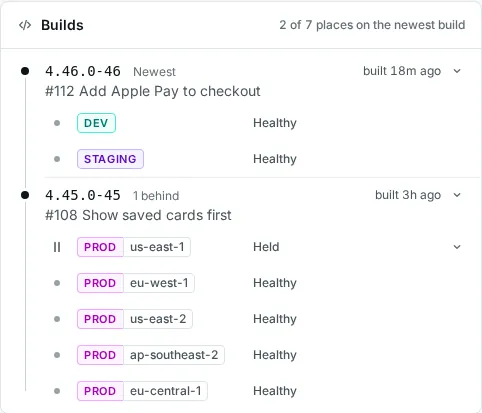 Builds 2 of 7 places on the newest build
4.46.0-46 Newest built 18m ago
#112 Add Apple Pay to checkout
DEV Healthy
STAGING Healthy
4.45.0-45 1 behind built 3h ago
#108 Show saved cards first
PROD us-east-1 Held
PROD eu-west-1 Healthy
PROD us-east-2 Healthy
PROD ap-southeast-2 Healthy
PROD eu-central-1 Healthy